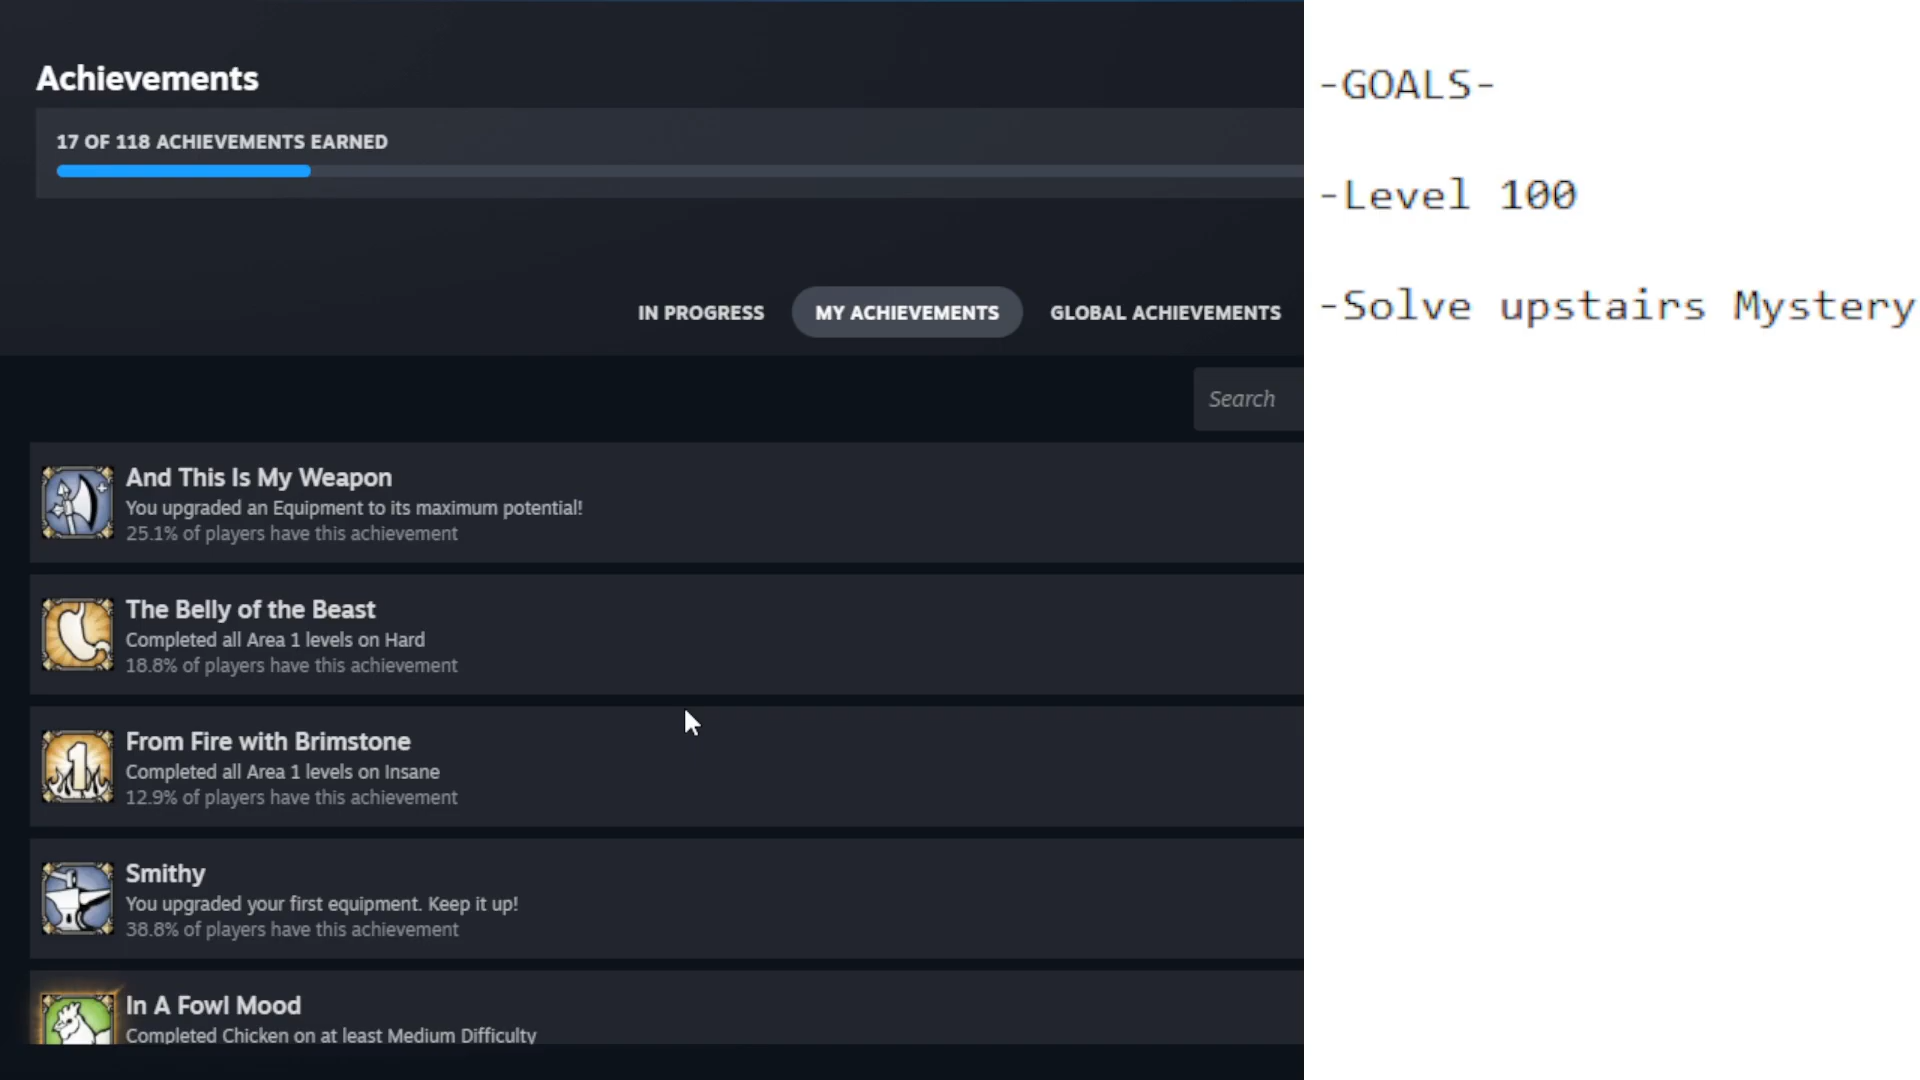 Achievements
17 OF 118 ACHIEVEMENTS EARNED
IN PROGRESS
MY ACHIEVEMENTS
GLOBAL ACHIEVEMENTS
Search
And This Is My Weapon
You upgraded an Equipment to its maximum potential!
25.1% of players have this achievement
The Belly of the Beast
Completed all Area 1 levels on Hard
18.8% of players have this achievement
From Fire with Brimstone
Completed all Area 1 levels on Insane
12.9% of players have this achievement
Smithy
You upgraded your first equipment. Keep it up!
38.8% of players have this achievement
In A Fowl Mood
Completed Chicken on at least Medium Difficulty
-GOALS-
-Level 100
-Solve upstairs Mystery